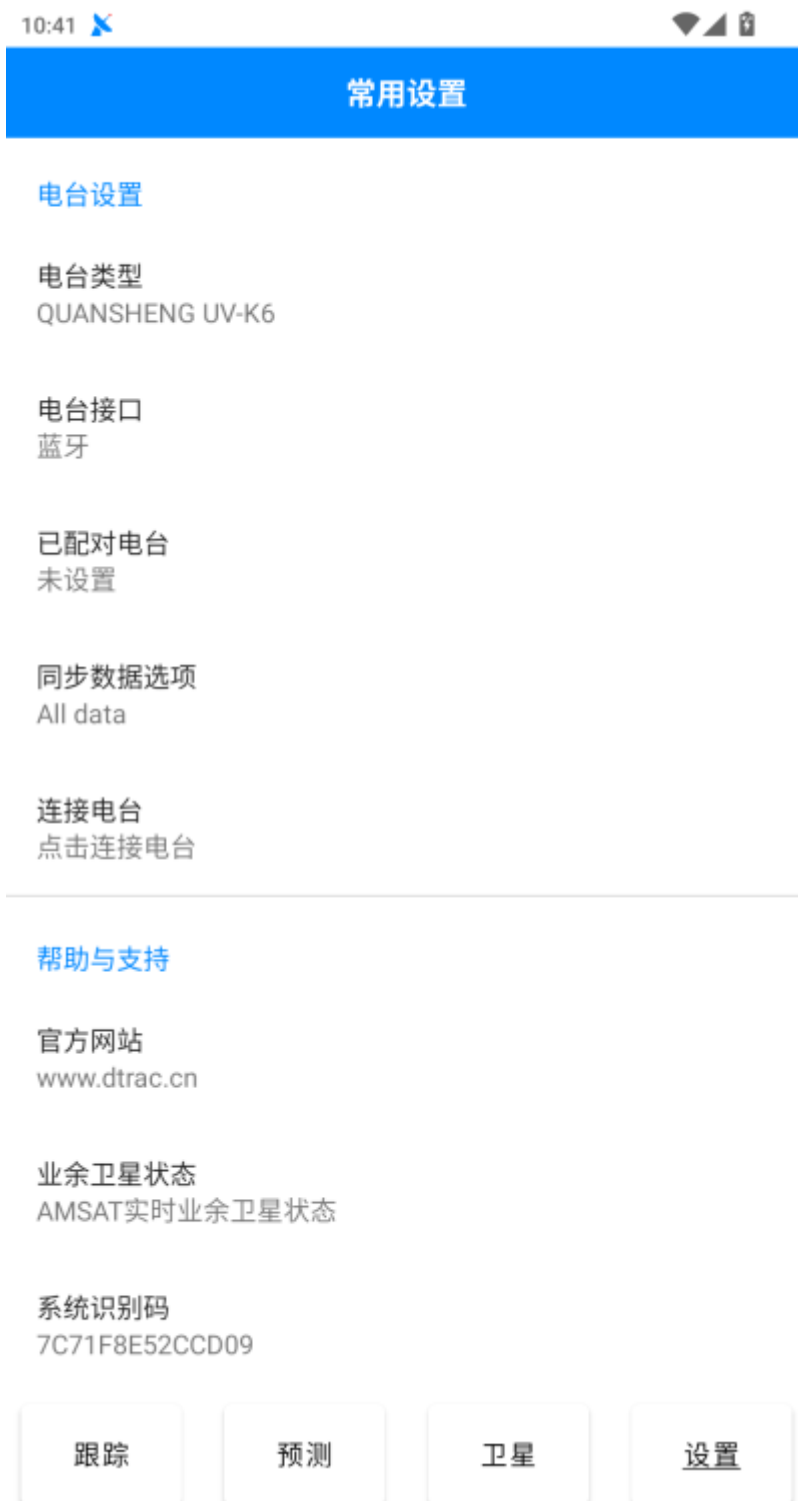 10:41
常用设置
电台设置
电台类型
QUANSHENG UV-K6
电台接口
蓝牙
已配对电台
未设置
同步数据选项
All data
连接电台
点击连接电台
帮助与支持
官方网站
www.dtrac.cn
业余卫星状态
AMSAT实时业余卫星状态
系统识别码
7C71F8E52CCD09
跟踪 预测 卫星 设置